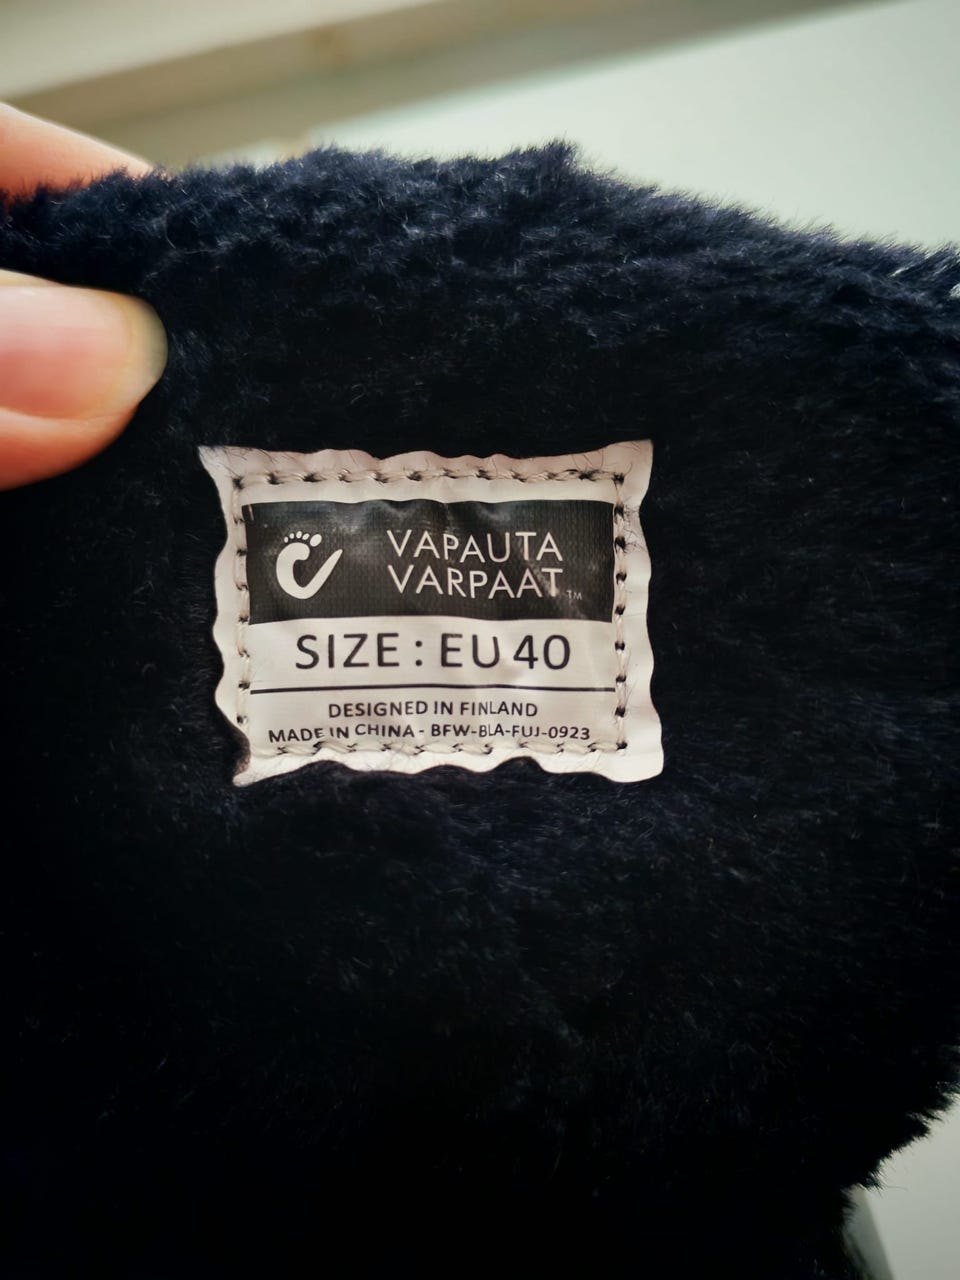 VAPAUTA
VARPAAT™
SIZE: EU 40
DESIGNED IN FINLAND
MADE IN CHINA - BFW-BLA-FUJ-0923